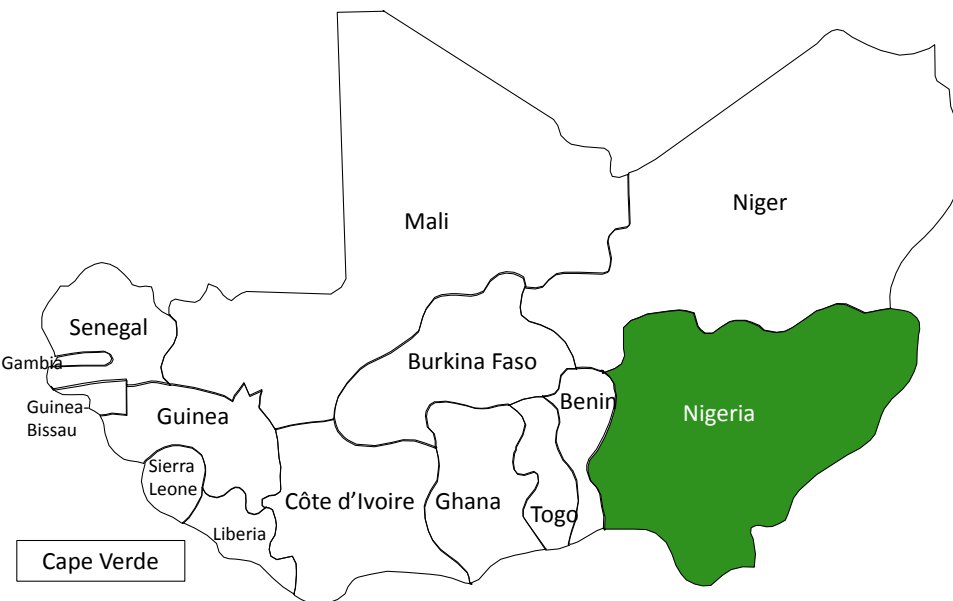 Niger
Mali
Senegal
Gambia
Burkina Faso
Guinea-
Bissau
Guinea
Benin
Nigeria
Sierra
Leone
Côte d’Ivoire
Ghana
Togo
Liberia
Cape Verde